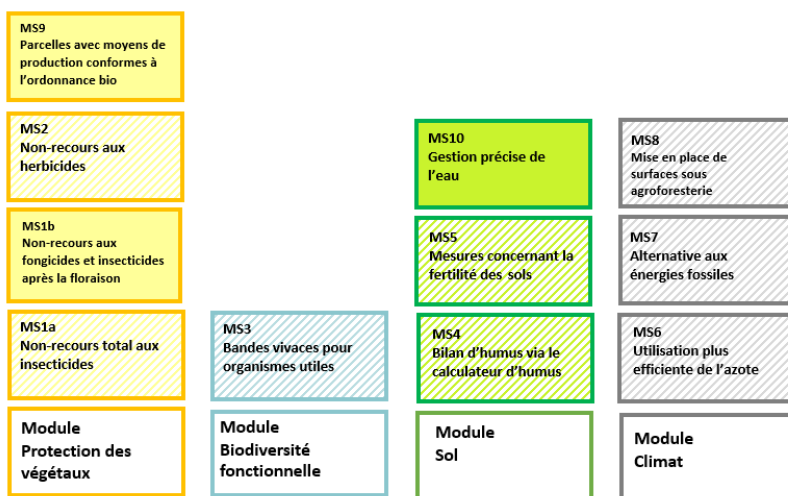 MS9
Parcelles avec moyens de
production conformes à
l'ordonnance bio
MS2
Non-recours aux
herbicides
MS1b
Non-recours aux
fongicides et insecticides
après la floraison
MS1a
Non-recours total aux
insecticides
Module
Protection des
végétaux
MS3
Bandes vivaces pour
organismes utiles
Module
Biodiversité
fonctionnelle
MS10
Gestion précise de
l'eau
MS5
Mesures concernant la
fertilité des sols
MS4
Bilan d'humus via le
calculateur d'humus
Module
Sol
MS8
Mise en place de
surfaces sous
agroforesterie
MS7
Alternative aux
énergies fossiles
MS6
Utilisation plus
efficiente de l'azote
Module
Climat